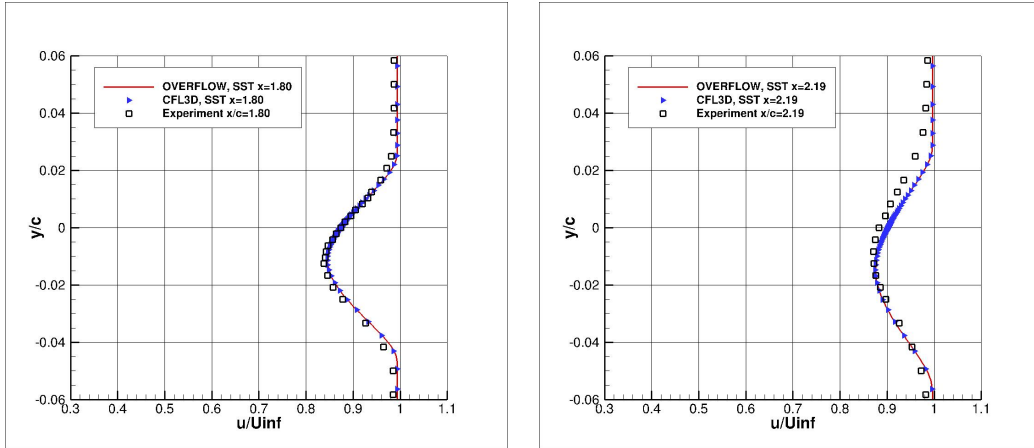 0.06
0.04
0.02
0
-0.02
-0.04
-0.06
y/c
OVERFLOW, SST x=1.80
CFL3D, SST x=1.80
Experiment x/c=1.80
0.3 0.4 0.5 0.6 0.7 0.8 0.9 1 1.1
u/Uinf
0.06
0.04
0.02
0
-0.02
-0.04
-0.06
y/c
OVERFLOW, SST x=2.19
CFL3D, SST x=2.19
Experiment x/c=2.19
0.3 0.4 0.5 0.6 0.7 0.8 0.9 1 1.1
u/Uinf